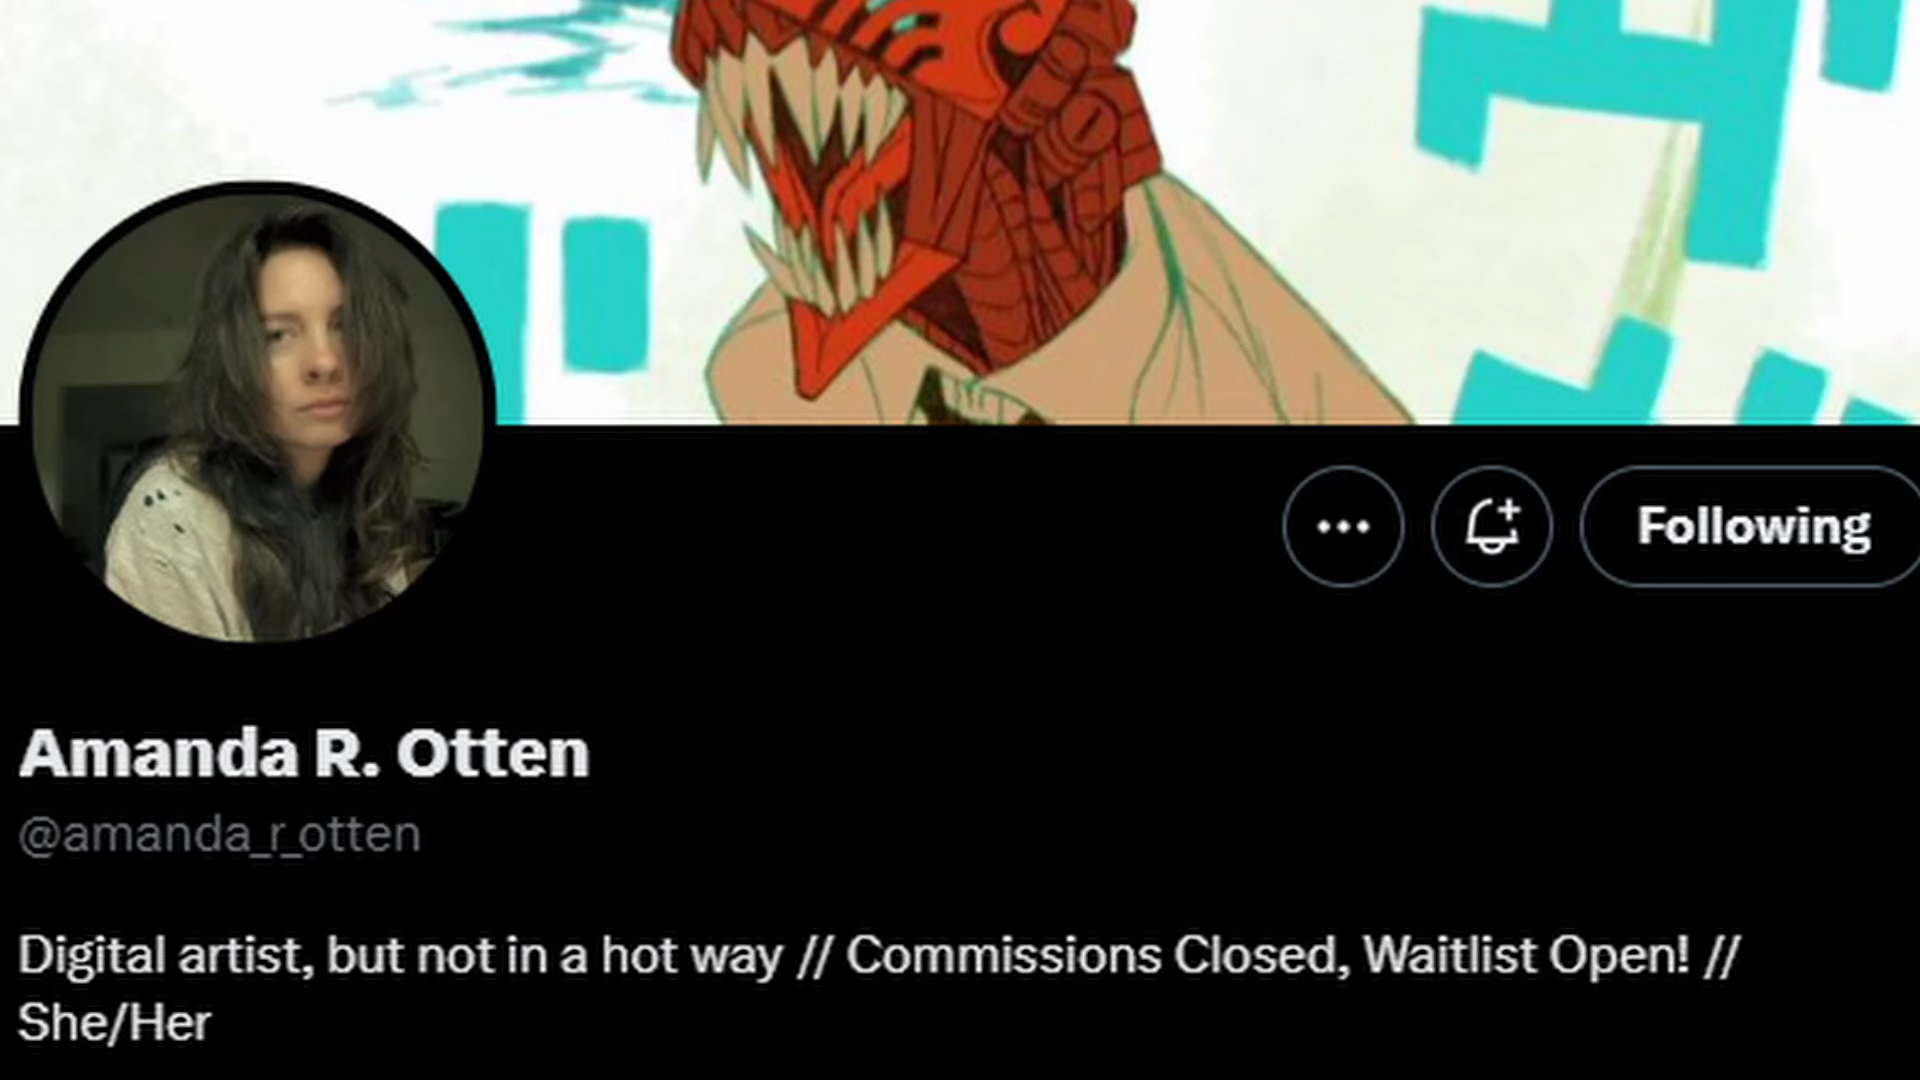 Following
Amanda R. Otten
@amanda_r_otten
Digital artist, but not in a hot way // Commissions Closed, Waitlist Open! //
She/Her